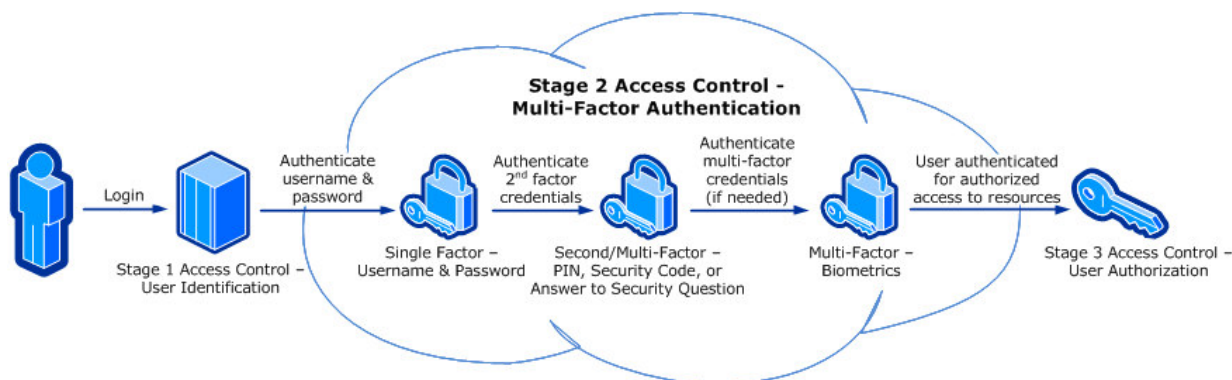 Stage 2 Access Control –
Multi-Factor Authentication
Login
Stage 1 Access Control –
User Identification
Authenticate
username &
password
Single Factor –
Username & Password
Authenticate
2nd factor
credentials
Second/Multi-Factor –
PIN, Security Code, or
Answer to Security Question
Authenticate
multi-factor
credentials
(if needed)
Multi-Factor –
Biometrics
User authenticated
for authorized
access to resources
Stage 3 Access Control –
User Authorization